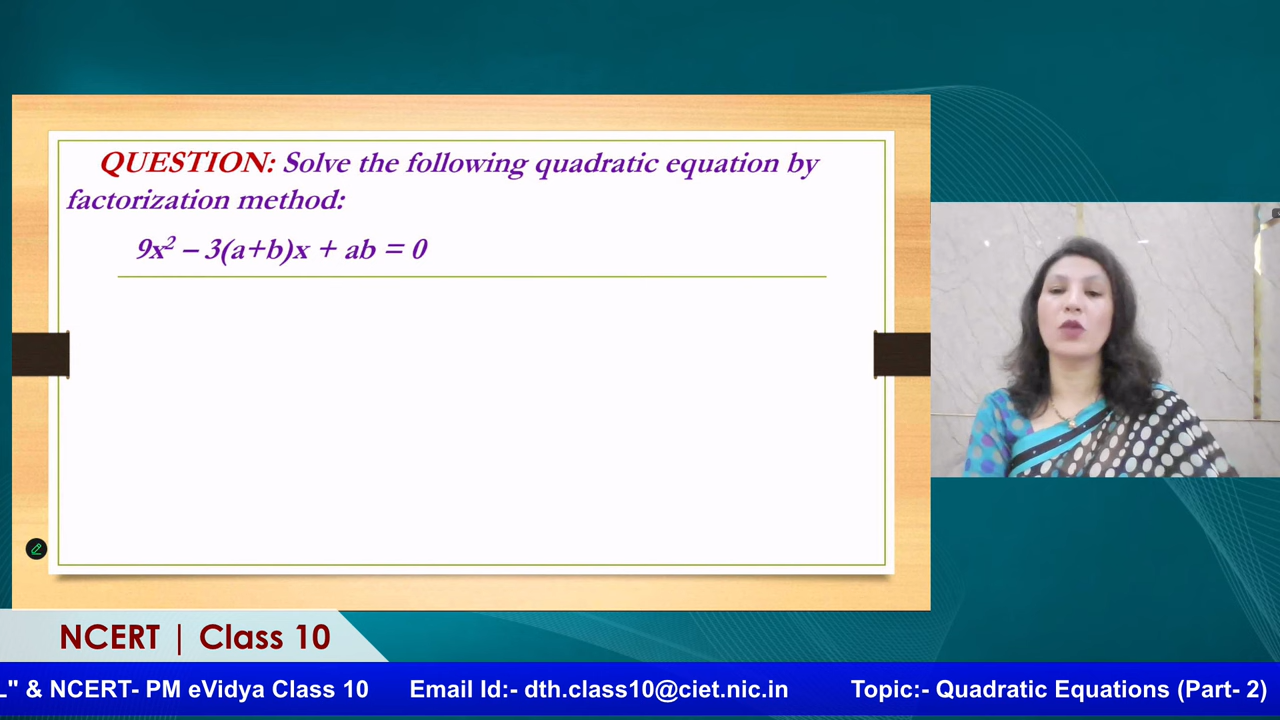 QUESTION: Solve the following quadratic equation by
factorization method:
9x² – 3(a+b)x + ab = 0
NCERT | Class 10
L" & NCERT- PM eVidya Class 10 Email Id:- dth.class10@ciet.nic.in Topic:- Quadratic Equations (Part- 2)